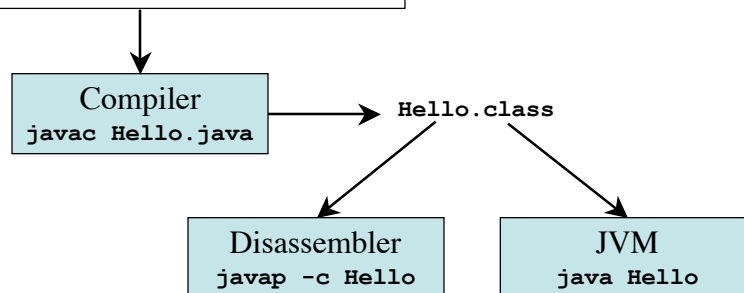 Compiler
javac Hello.java
Hello.class
Disassembler
javap -c Hello
JVM
java Hello